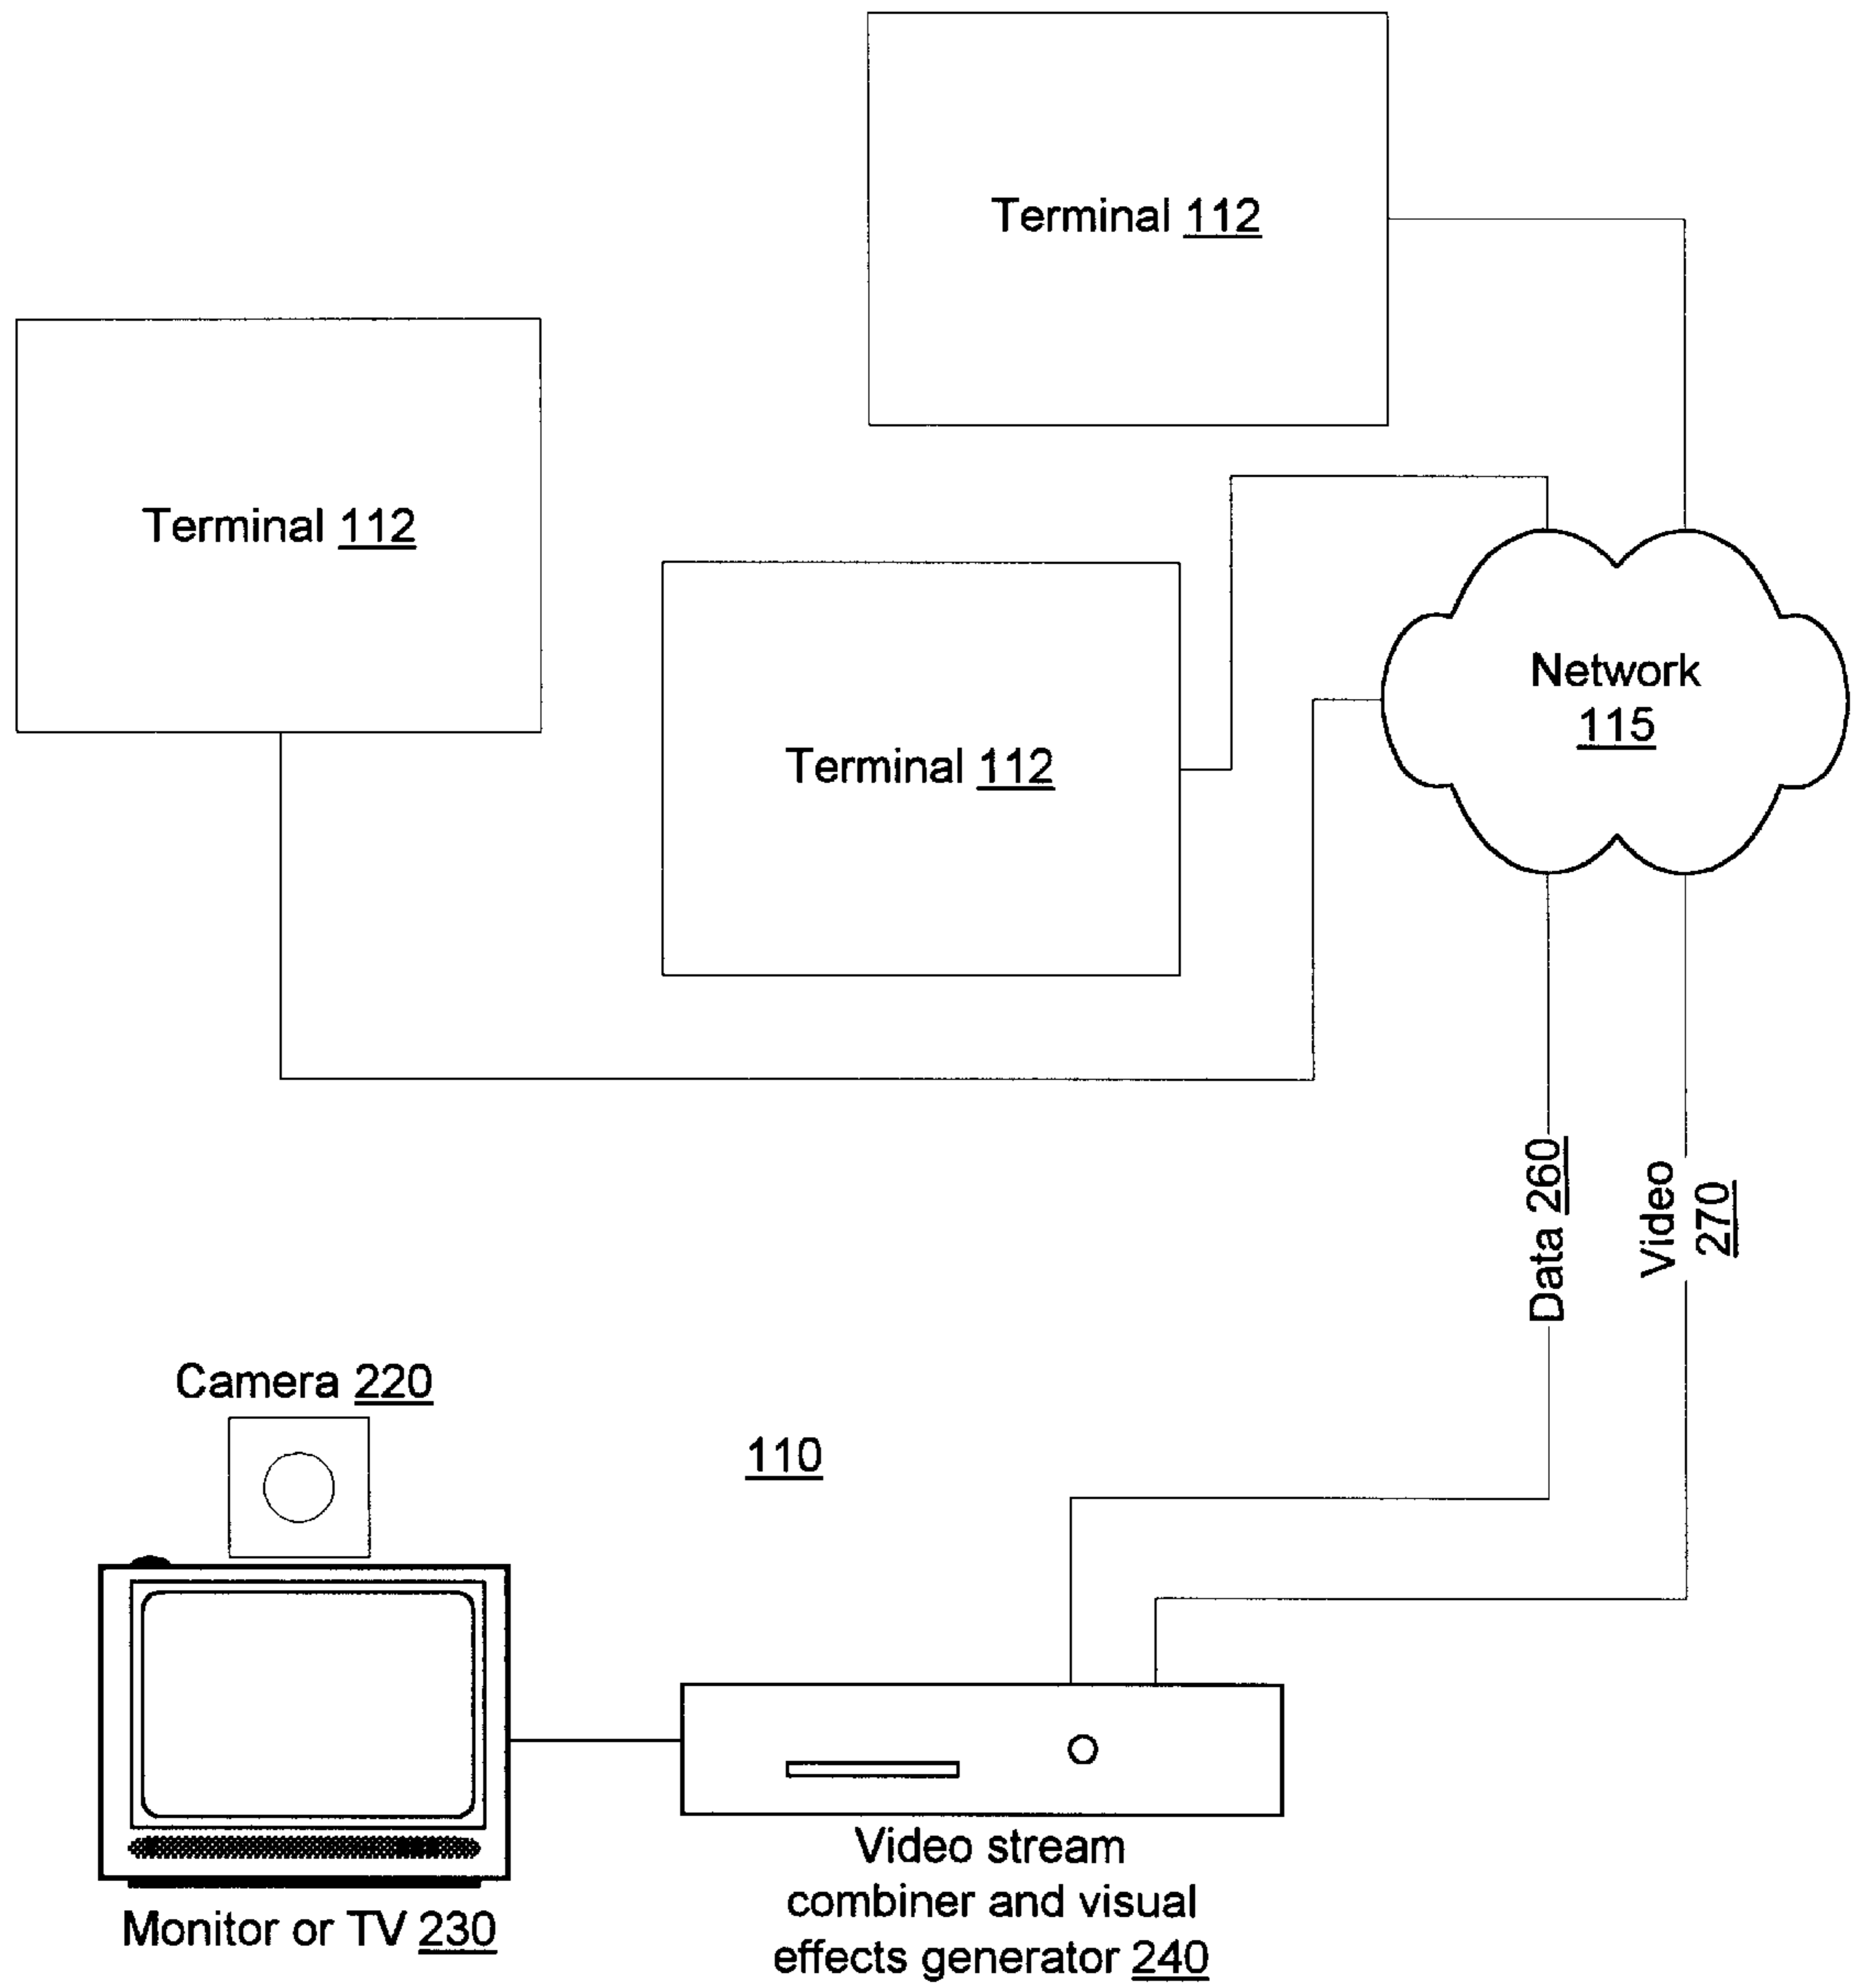 Terminal 112
Terminal 112
Terminal 112
Network
115
Data 260
Video
270
Camera 220
110
Monitor or TV 230
Video stream
combiner and visual
effects generator 240